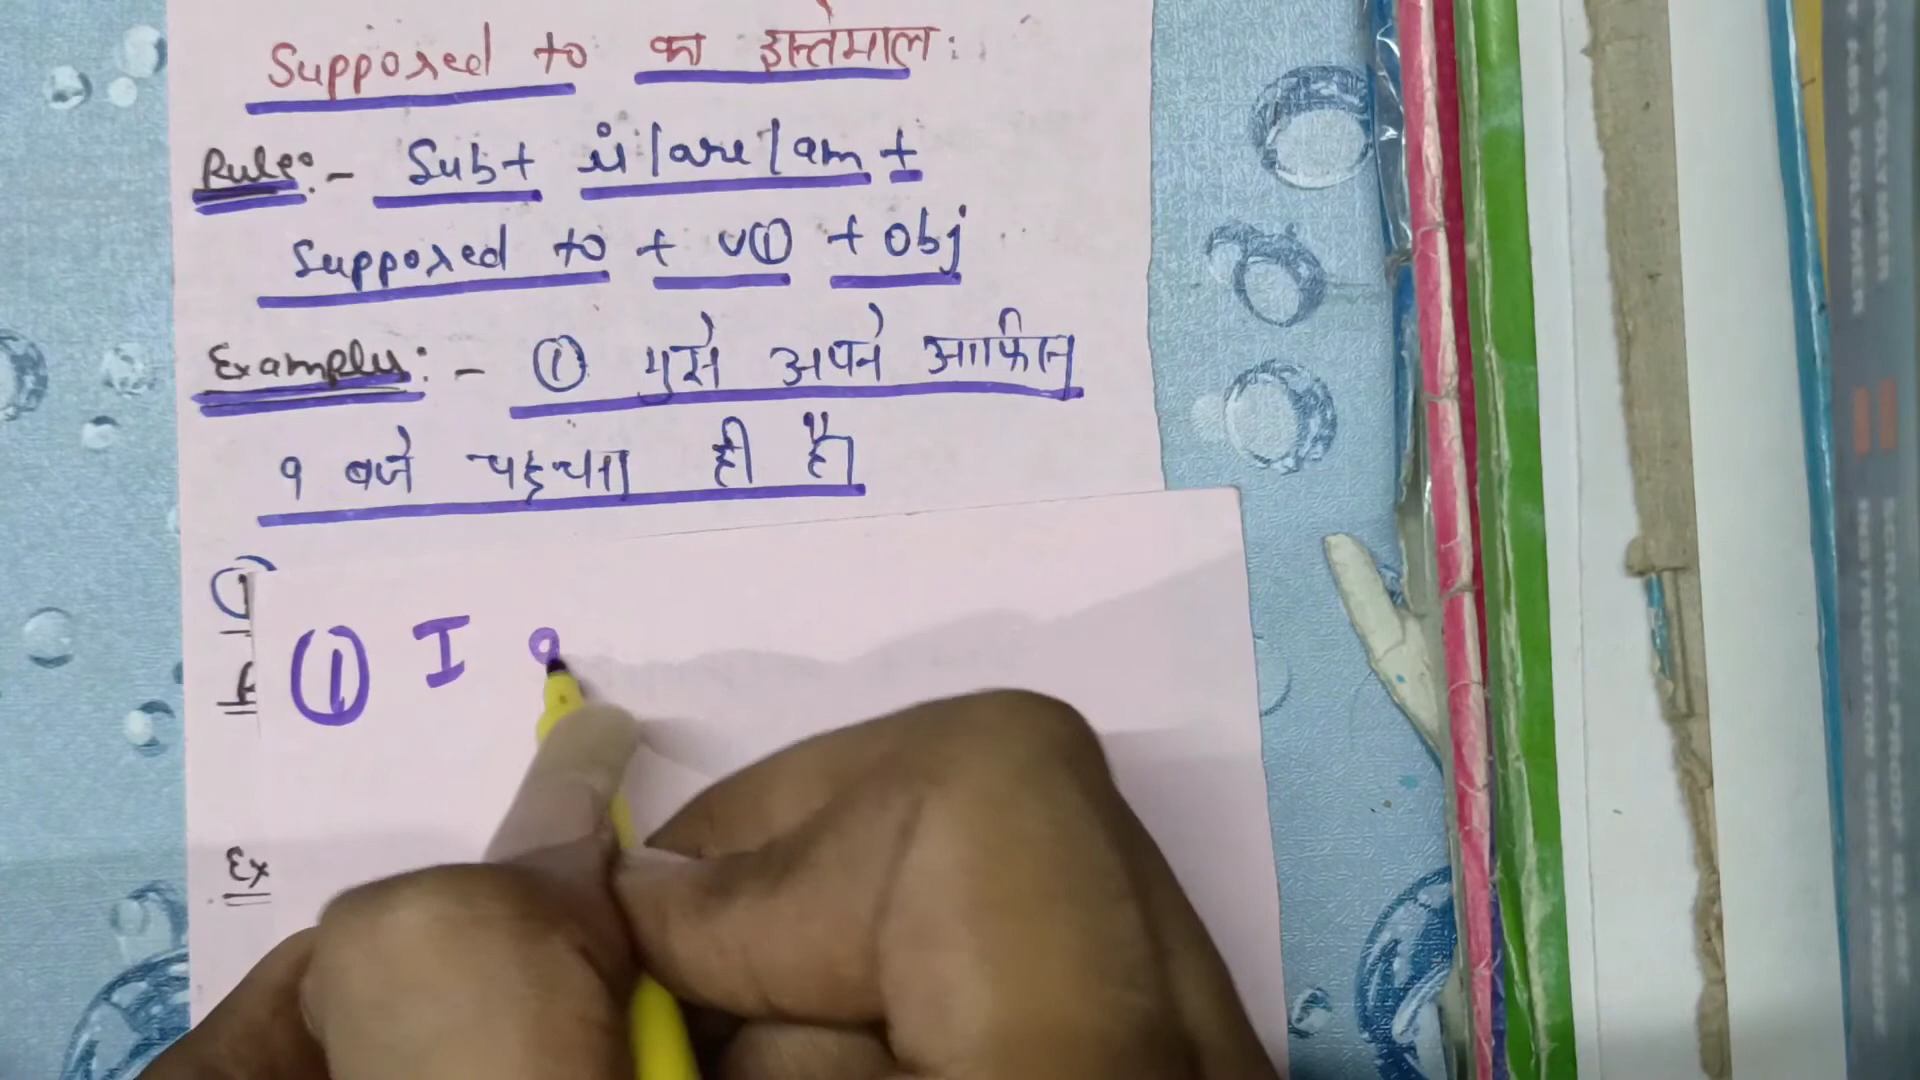 Supposed to का इस्तेमाल:
Rule:- Sub+ is/are/am +
Supposed to + v① + obj
Examples:- ① मुझे अपने आफिस
९ बजे पहुचना ही है।
① I a
Ex